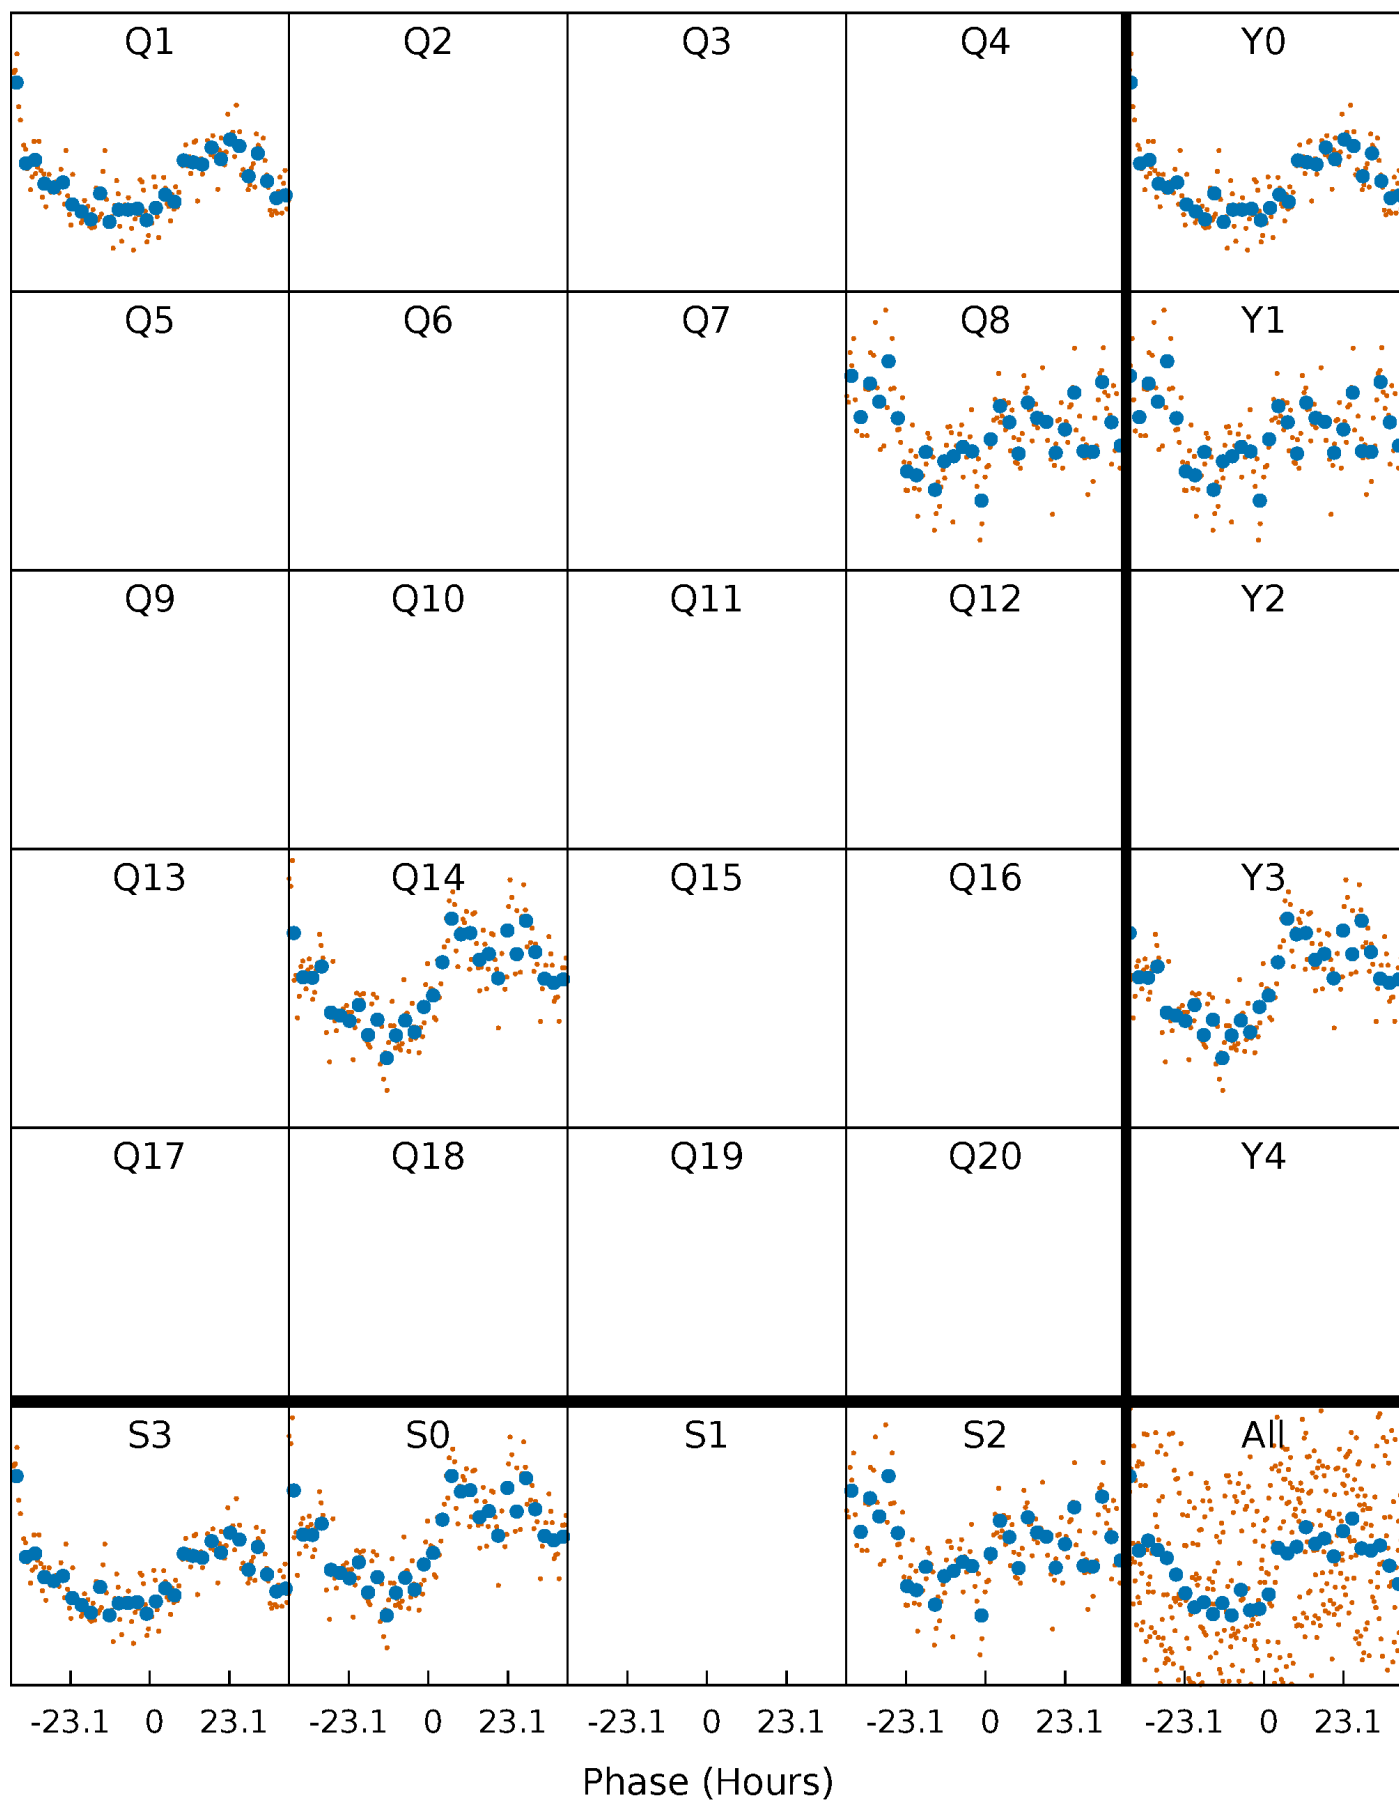 Q1 Q2 Q3 Q4 Y0
Q5 Q6 Q7 Q8 Y1
Q9 Q10 Q11 Q12 Y2
Q13 Q14 Q15 Q16 Y3
Q17 Q18 Q19 Q20 Y4
S3 S0 S1 S2 All
-23.1 0 23.1 -23.1 0 23.1 -23.1 0 23.1 -23.1 0 23.1 -23.1 0 23.1
Phase (Hours)